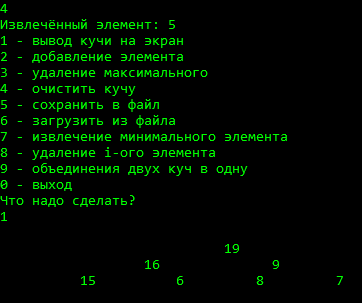 4
Извлечённый элемент: 5
1 - вывод кучи на экран
2 - добавление элемента
3 - удаление максимального
4 - очистить кучу
5 - сохранить в файл
6 - загрузить из файла
7 - извлечение минимального элемента
8 - удаление i-ого элемента
9 - объединения двух куч в одну
0 - выход
Что надо сделать?
1
19
16 9
15 6 8 7